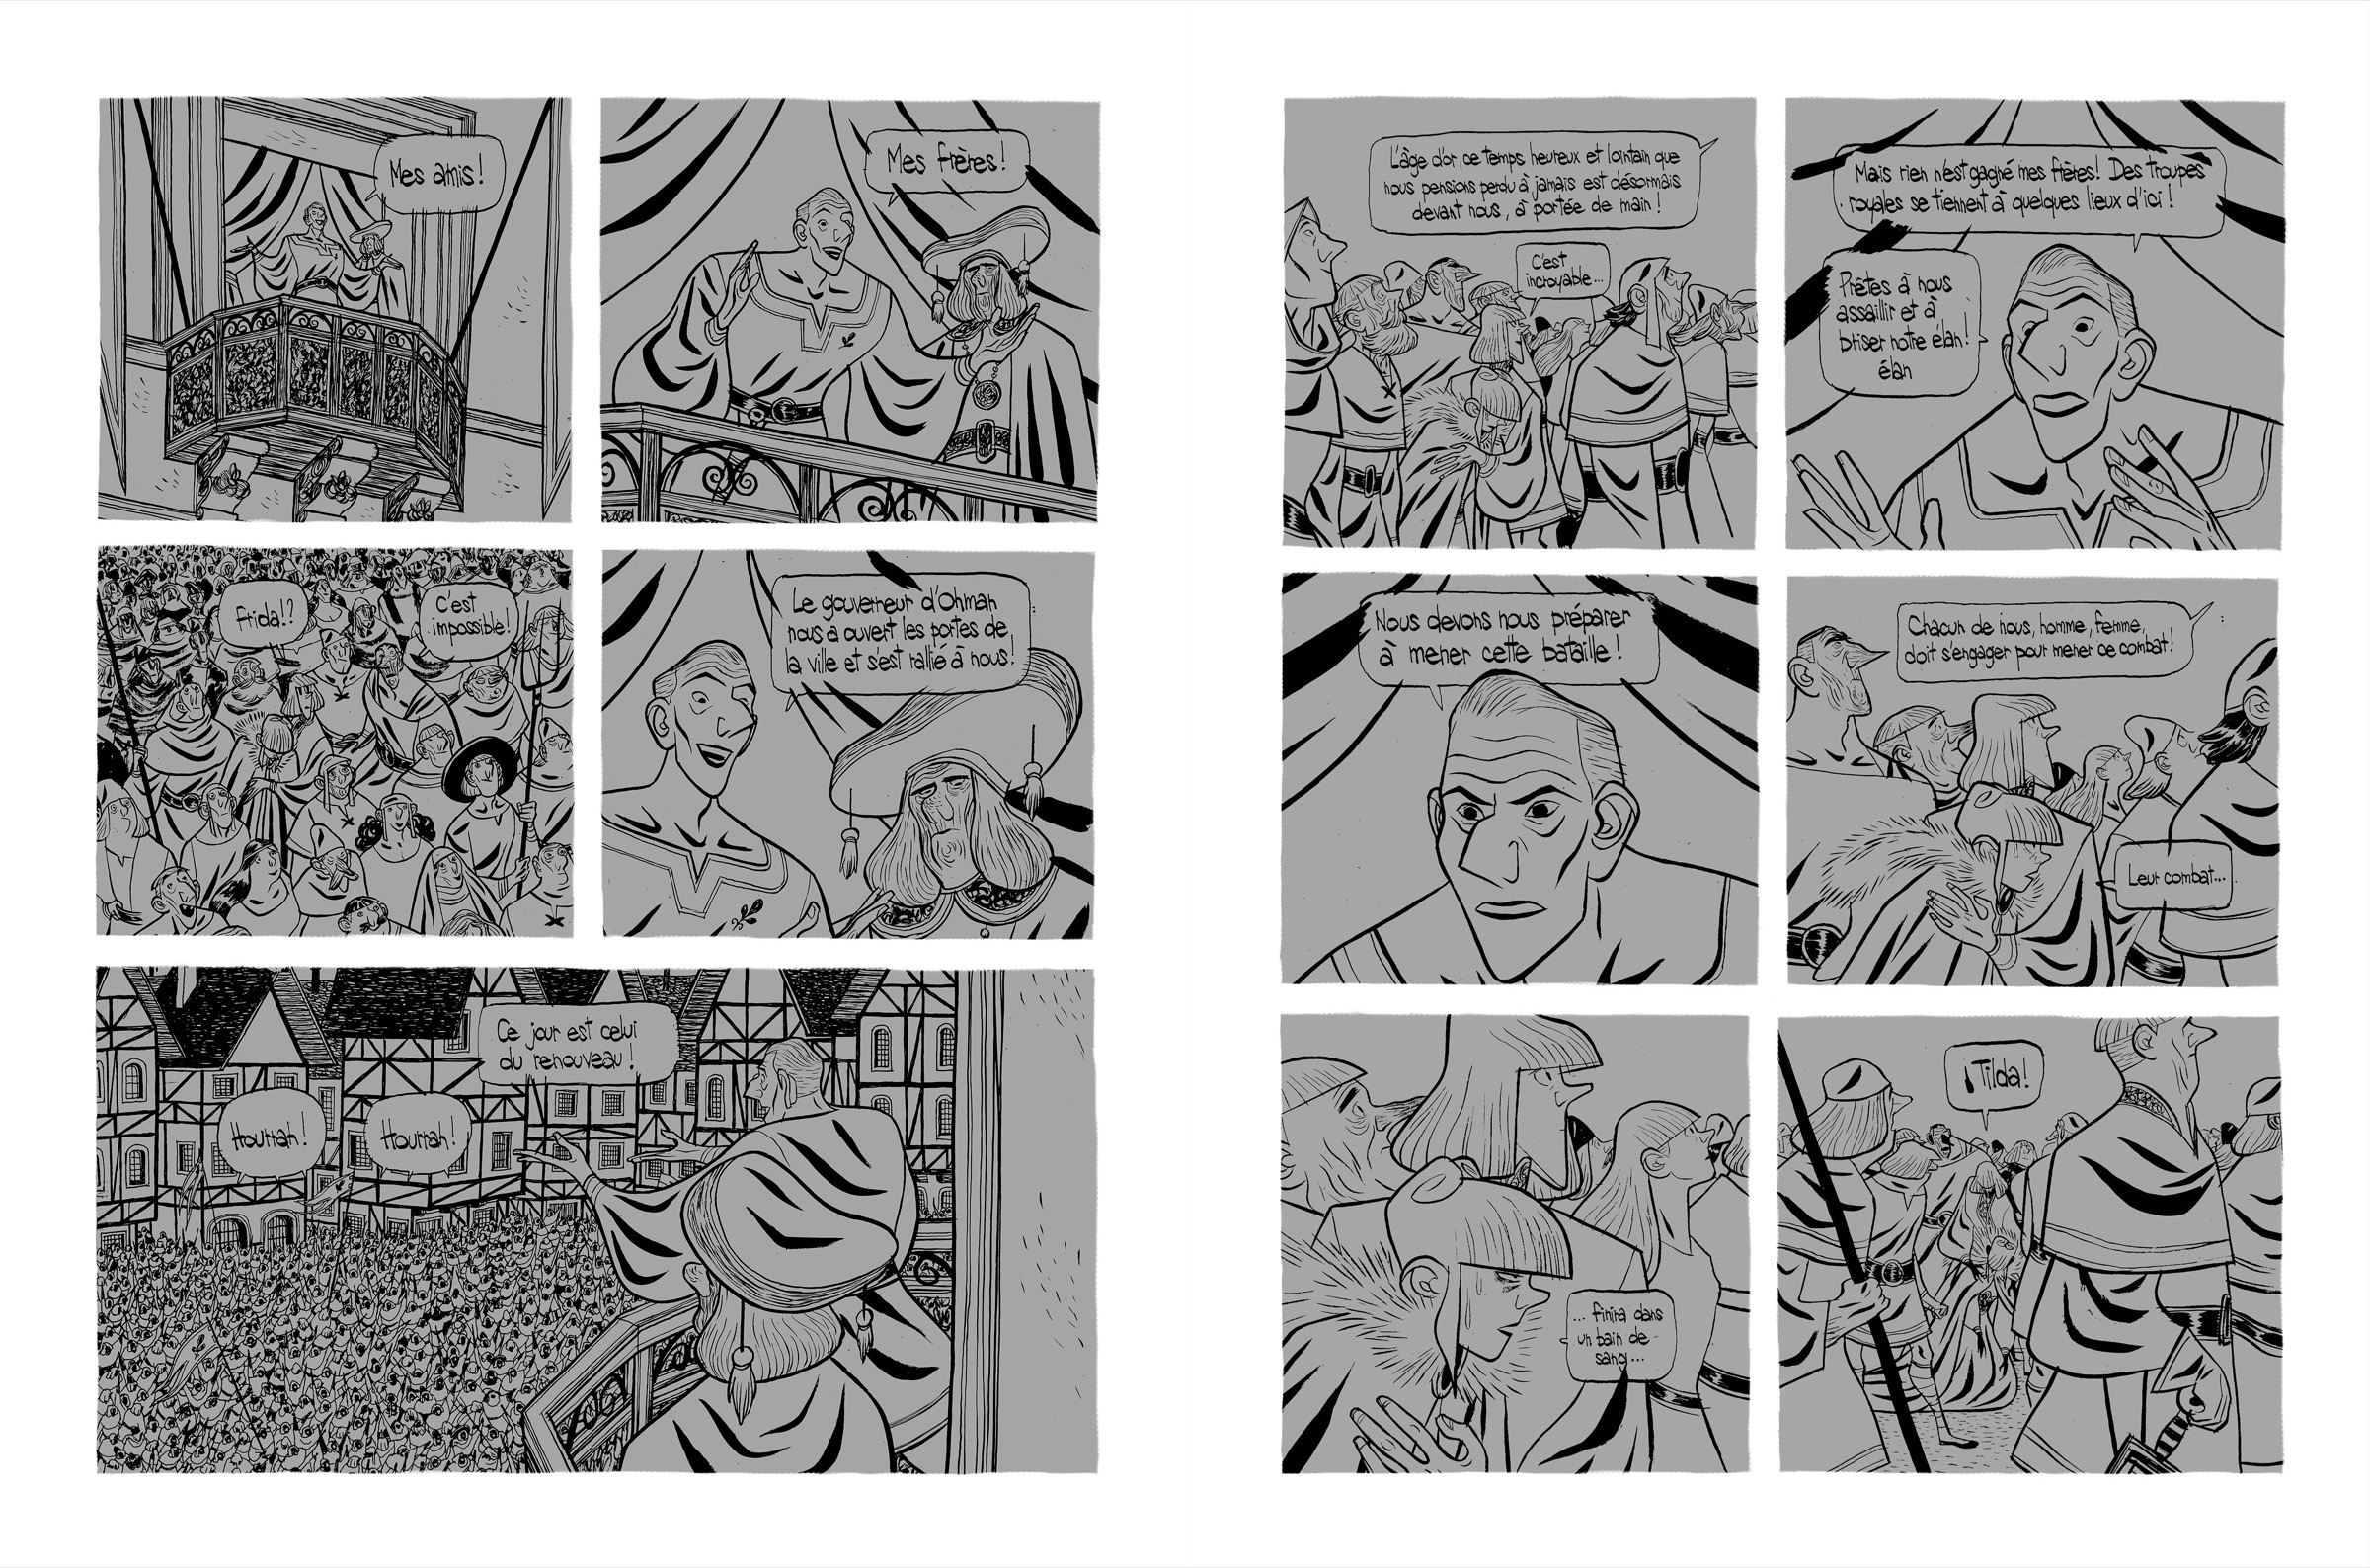 Mes amis!
Mes frères!
Frida!?
C'est
impossible!
Le gouverneur d'Ohman
nous a ouvert les portes de
la ville et s'est rallié à nous!
Ce jour est celui
du renouveau!
Hourrah!
Hourrah!
L'âge d'or, ce temps heureux et lointain que
nous pensions perdu à jamais est désormais
devant nous, à portée de main!
C'est
incroyable...
Mais rien n'est gagné mes frères! Des troupes
royales se tiennent à quelques lieux d'ici!
Prêtes à nous
assaillir et à
briser notre élan!
élan
Nous devons nous préparer
à mener cette bataille!
Chacun de nous, homme, femme,
doit s'engager pour mener ce combat!
Leur combat...
... finira dans
un bain de
sang...
¡Tilda!